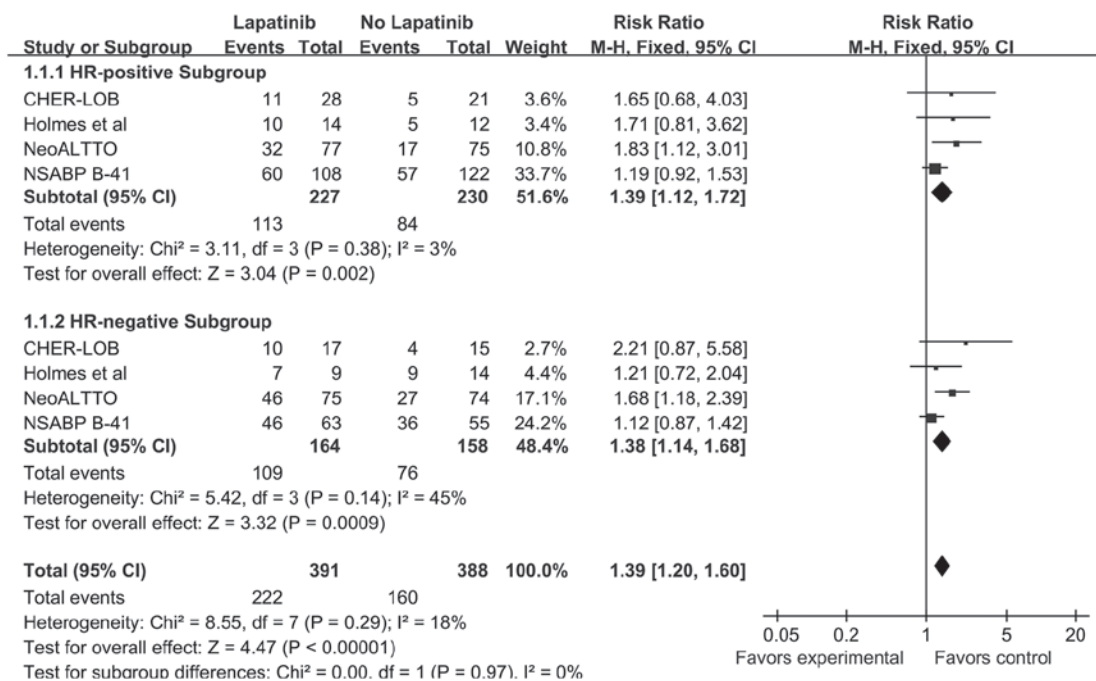 Lapatinib No Lapatinib Risk Ratio Risk Ratio
Study or Subgroup Events Total Events Total Weight M-H, Fixed, 95% CI M-H, Fixed, 95% CI
1.1.1 HR-positive Subgroup
CHER-LOB 11 28 5 21 3.6% 1.65 [0.68, 4.03]
Holmes et al 10 14 5 12 3.4% 1.71 [0.81, 3.62]
NeoALTTO 32 77 17 75 10.8% 1.83 [1.12, 3.01]
NSABP B-41 60 108 57 122 33.7% 1.19 [0.92, 1.53]
Subtotal (95% CI) 227 230 51.6% 1.39 [1.12, 1.72]
Total events 113 84
Heterogeneity: Chi² = 3.11, df = 3 (P = 0.38); I² = 3%
Test for overall effect: Z = 3.04 (P = 0.002)
1.1.2 HR-negative Subgroup
CHER-LOB 10 17 4 15 2.7% 2.21 [0.87, 5.58]
Holmes et al 7 9 9 14 4.4% 1.21 [0.72, 2.04]
NeoALTTO 46 75 27 74 17.1% 1.68 [1.18, 2.39]
NSABP B-41 46 63 36 55 24.2% 1.12 [0.87, 1.42]
Subtotal (95% CI) 164 158 48.4% 1.38 [1.14, 1.68]
Total events 109 76
Heterogeneity: Chi² = 5.42, df = 3 (P = 0.14); I² = 45%
Test for overall effect: Z = 3.32 (P = 0.0009)
Total (95% CI) 391 388 100.0% 1.39 [1.20, 1.60]
Total events 222 160
Heterogeneity: Chi² = 8.55, df = 7 (P = 0.29); I² = 18%
Test for overall effect: Z = 4.47 (P < 0.00001)
Test for subgroup differences: Chi² = 0.00, df = 1 (P = 0.97), I² = 0%
0.05 0.2 1 5 20
Favors experimental Favors control